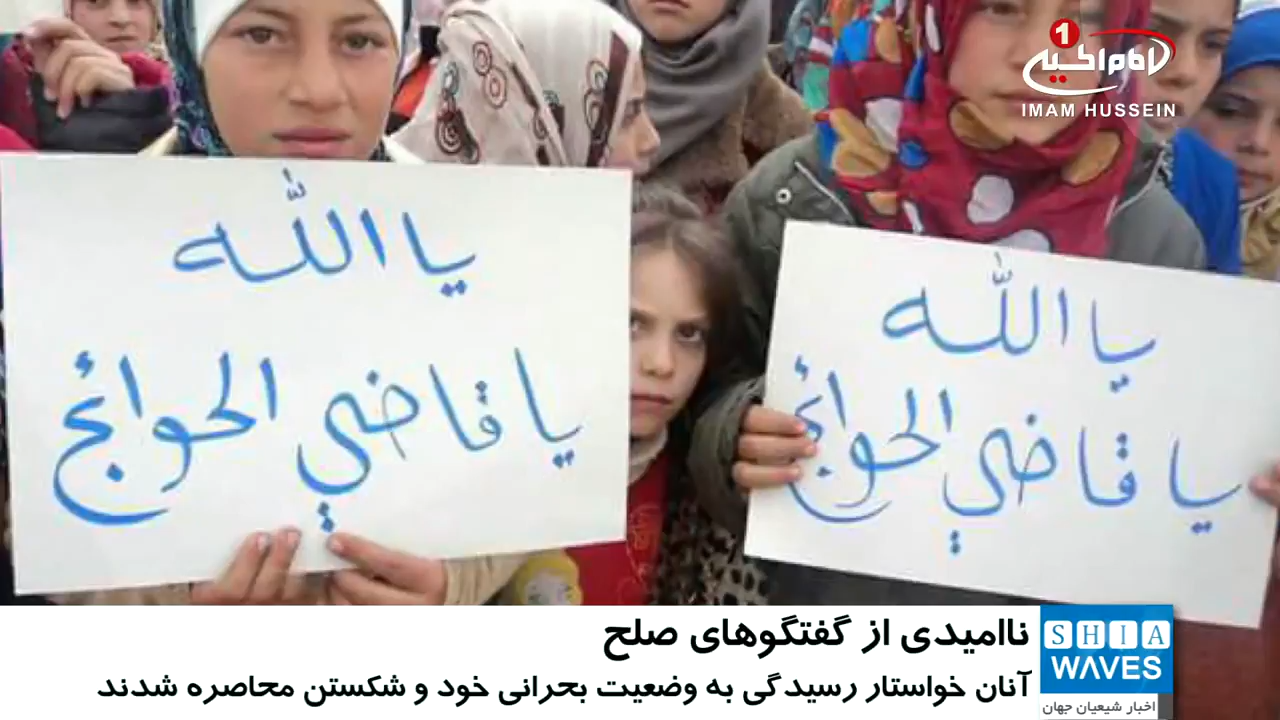 1
امام الحسین
IMAM HUSSEIN
يا الله
يا قاضي الحوائج
يا الله
يا قاضي الحوائج
ناامیدی از گفتگوهای صلح
آنان خواستار رسیدگی به وضعیت بحرانی خود و شکستن محاصره شدند
SHIA
WAVES
اخبار شیعیان جهان